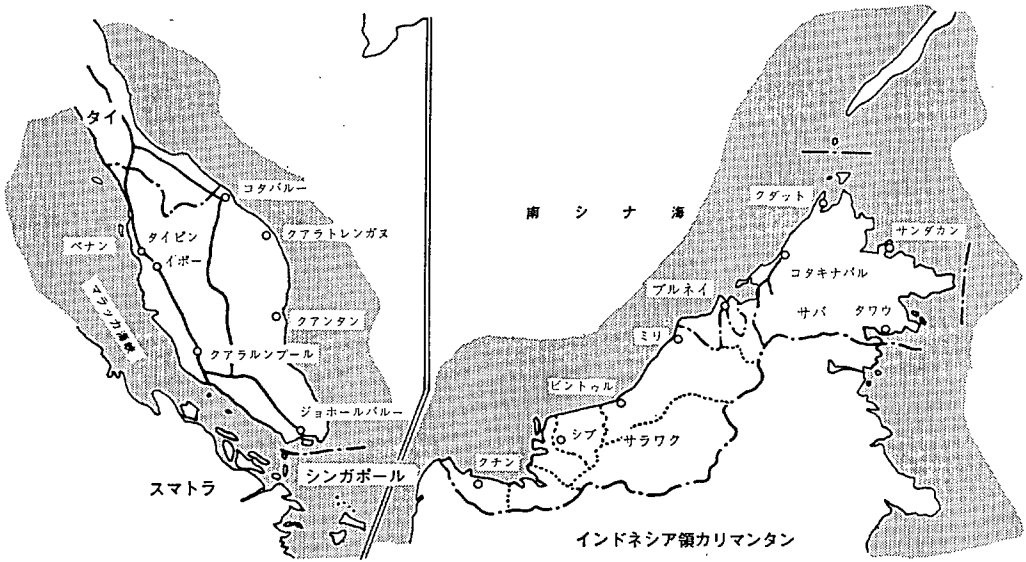 タイ
コタバルー
クアラトレンガヌ
ペナン
タイピン
イポー
マラッカ海峡
クアンタン
クアラルンプール
ジョホールバルー
シンガポール
スマトラ
南シナ海
クダット
サンダカン
コタキナバル
ブルネイ
サバ
タワウ
ミリ
ビントゥル
シブ
サラワク
クチン
インドネシア領カリマンタン